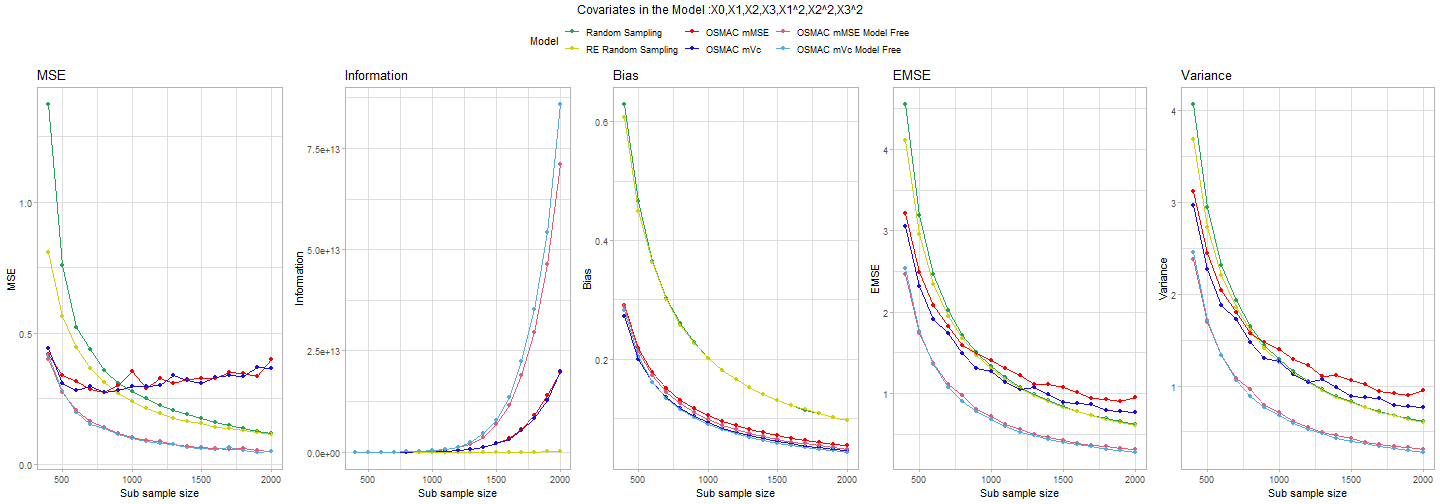 Covariates in the Model :X0,X1,X2,X3,X1^2,X2^2,X3^2
Model
Random Sampling
OSMAC mMSE
OSMAC mMSE Model Free
RE Random Sampling
OSMAC mVc
OSMAC mVc Model Free
MSE
MSE
1.0
0.5
0.0
500 1000 1500 2000
Sub sample size
Information
Information
7.5e+13
5.0e+13
2.5e+13
0.0e+00
500 1000 1500 2000
Sub sample size
Bias
Bias
0.6
0.4
0.2
500 1000 1500 2000
Sub sample size
EMSE
EMSE
4
3
2
1
500 1000 1500 2000
Sub sample size
Variance
Variance
4
3
2
1
500 1000 1500 2000
Sub sample size